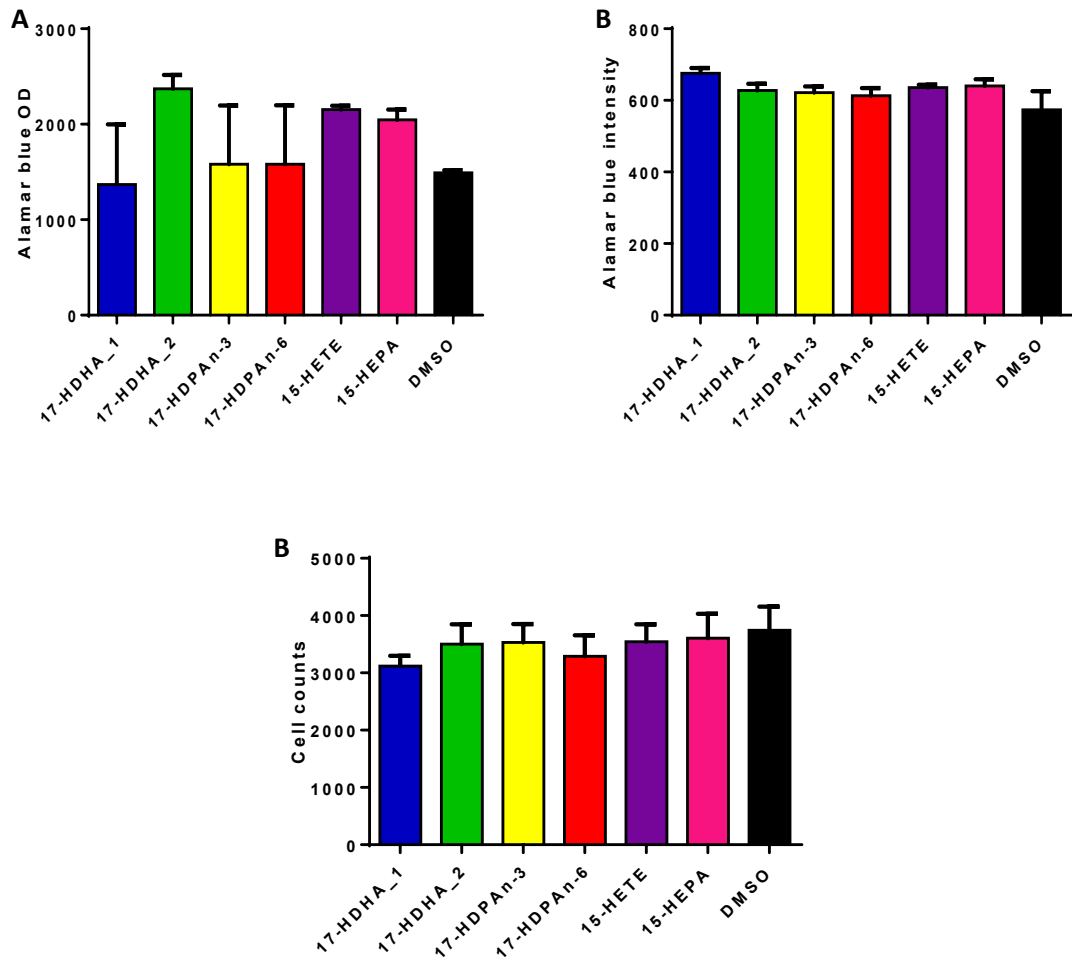 A
Alamar blue OD
3000
2000
1000
0
17-HDHA_1
17-HDHA_2
17-HDPAn-3
17-HDPAn-6
15-HETE
15-HEPA
DMSO
B
Alamar blue intensity
800
600
400
200
0
17-HDHA_1
17-HDHA_2
17-HDPAn-3
17-HDPAn-6
15-HETE
15-HEPA
DMSO
B
Cell counts
5000
4000
3000
2000
1000
0
17-HDHA_1
17-HDHA_2
17-HDPAn-3
17-HDPAn-6
15-HETE
15-HEPA
DMSO